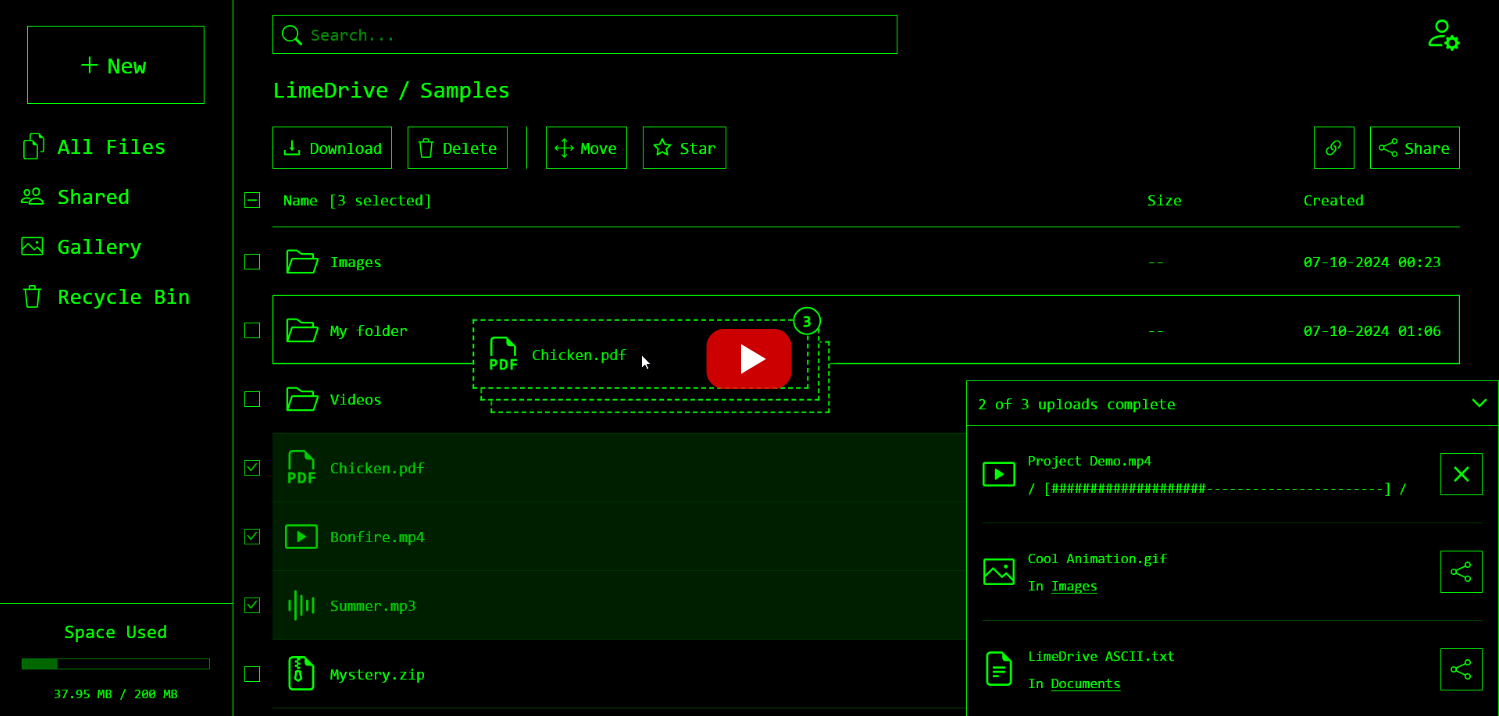 + New
All Files
Shared
Gallery
Recycle Bin
Space Used
37.95 MB / 200 MB
Search...
LimeDrive / Samples
Download Delete Move Star Share
Name [3 selected] Size Created
Images -- 07-10-2024 00:23
My folder -- 07-10-2024 01:06
3
PDF Chicken.pdf
Videos
PDF Chicken.pdf
Bonfire.mp4
Summer.mp3
Mystery.zip
2 of 3 uploads complete
Project Demo.mp4
/ [####################-----------------------] /
Cool Animation.gif
In Images
LimeDrive ASCII.txt
In Documents